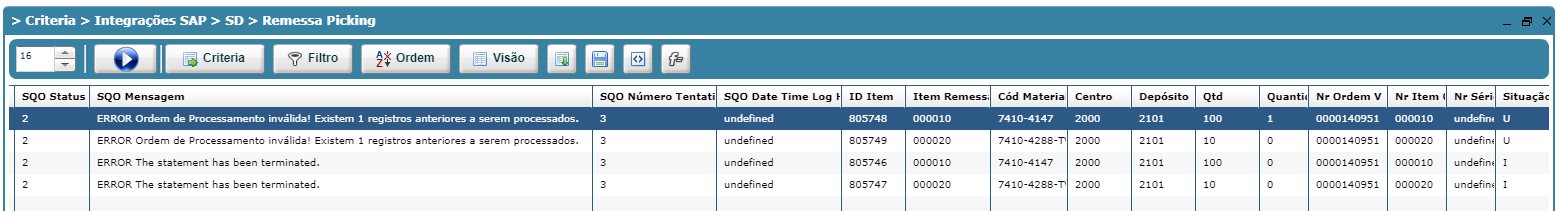 > Criteria > Integrações SAP > SD > Remessa Picking
16 Criteria Filtro Ordem Visão
SQO Status SQO Mensagem SQO Número Tentati SQO Date Time Log H ID Item Item Remess Cód Materia Centro Depósito Qtd Quanti Nr Ordem V Nr Item Nr Séri Situação
2 ERROR Ordem de Processamento inválida! Existem 1 registros anteriores a serem processados. 3 undefined 805748 000010 7410-4147 2000 2101 100 1 0000140951 000010 undefine U
2 ERROR Ordem de Processamento inválida! Existem 1 registros anteriores a serem processados. 3 undefined 805749 000020 7410-4288-T 2000 2101 10 0 0000140951 000020 undefine U
2 ERROR The statement has been terminated. 3 undefined 805746 000010 7410-4147 2000 2101 100 0 0000140951 000010 undefine I
2 ERROR The statement has been terminated. 3 undefined 805747 000020 7410-4288-T 2000 2101 10 0 0000140951 000020 undefine I